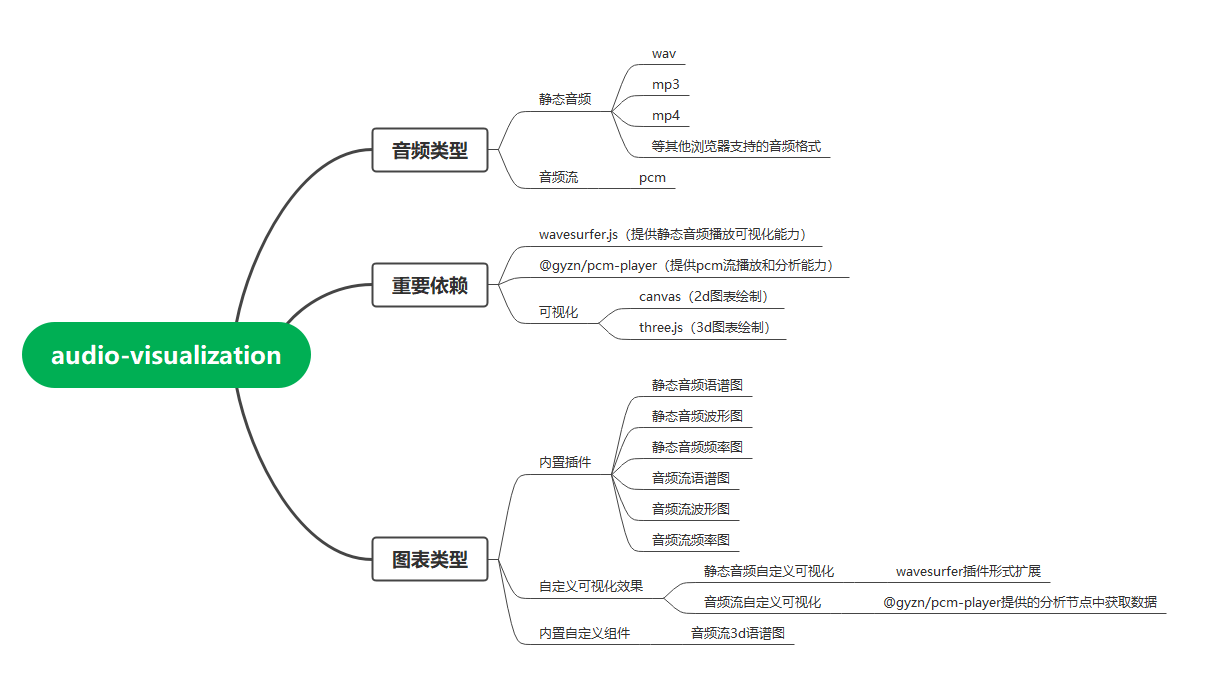 audio-visualization
音频类型
静态音频
wav
mp3
mp4
等其他浏览器支持的音频格式
音频流
pcm
重要依赖
wavesurfer.js（提供静态音频播放可视化能力）
@gyzn/pcm-player（提供pcm流播放和分析能力）
可视化
canvas（2d图表绘制）
three.js（3d图表绘制）
图表类型
内置插件
静态音频语谱图
静态音频波形图
静态音频频率图
音频流语谱图
音频流波形图
音频流频率图
自定义可视化效果
静态音频自定义可视化
wavesurfer插件形式扩展
音频流自定义可视化
@gyzn/pcm-player提供的分析节点中获取数据
内置自定义组件
音频流3d语谱图